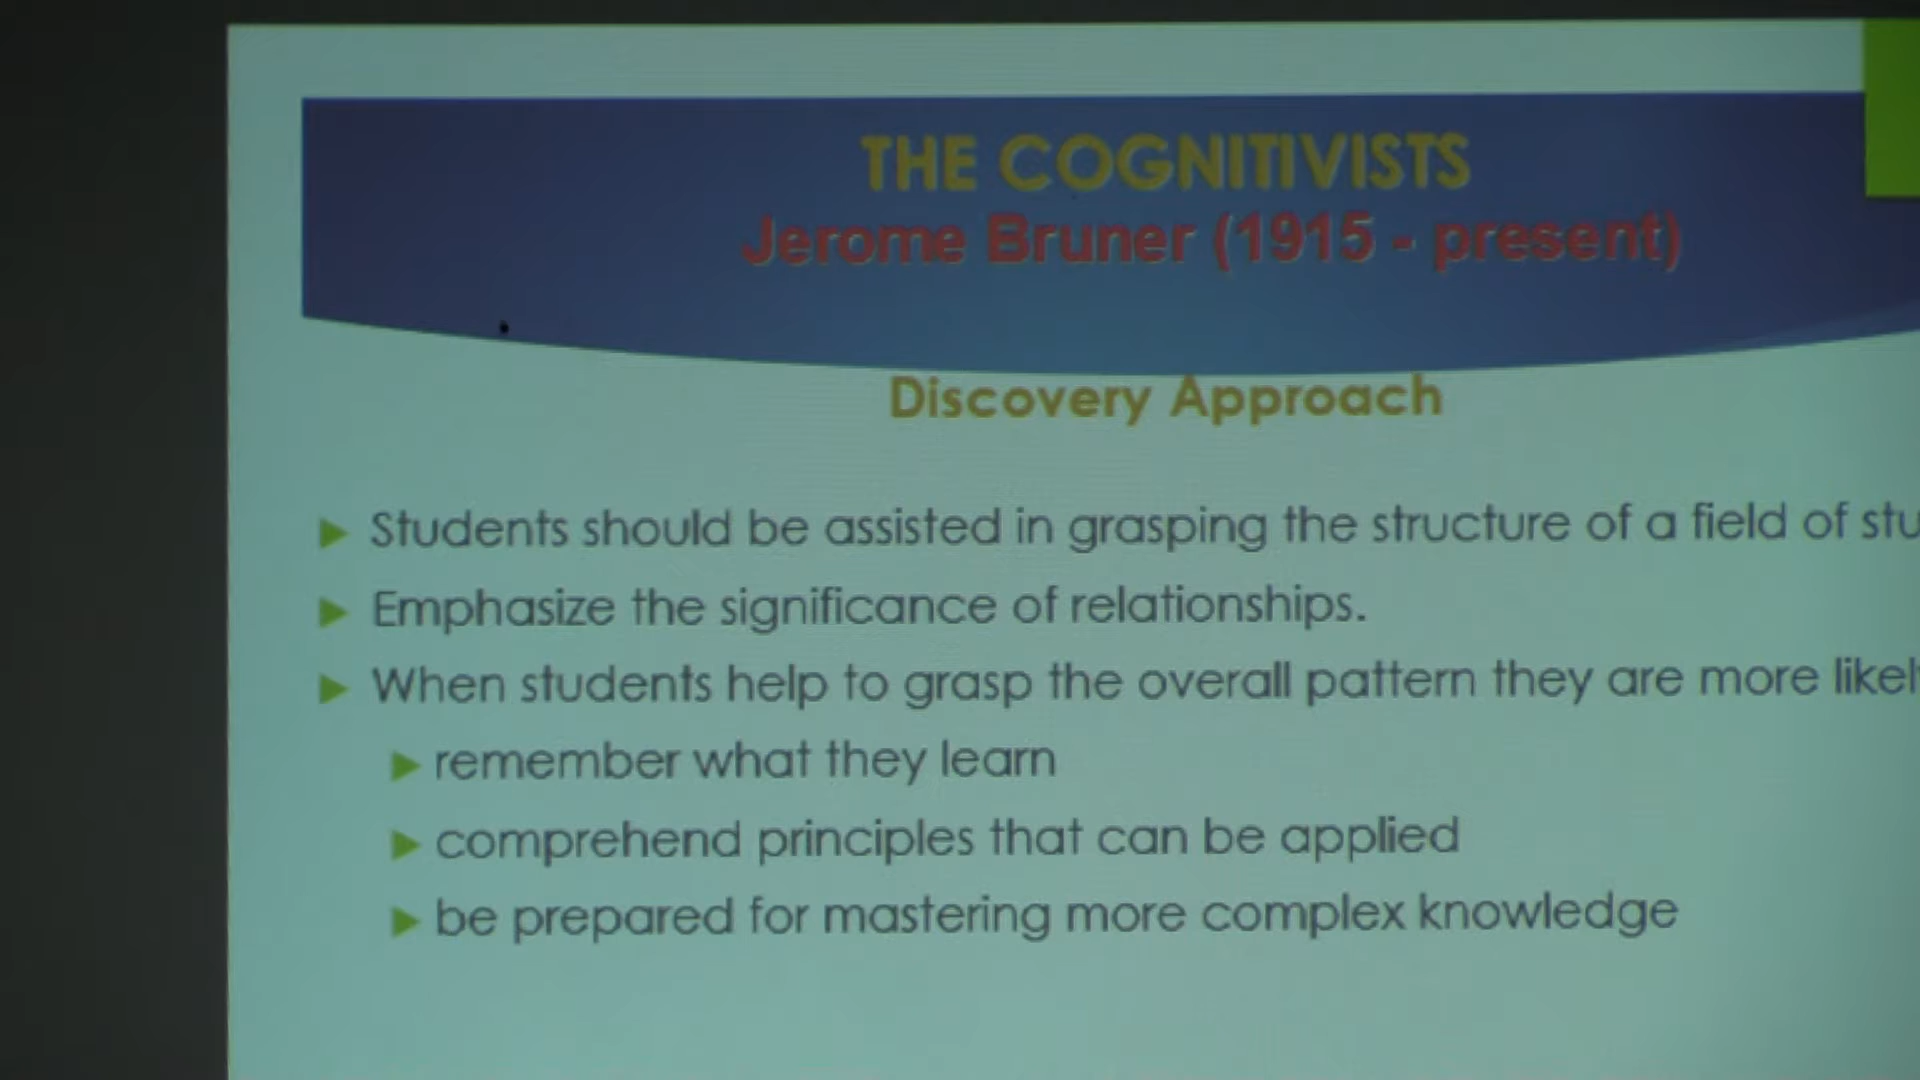 THE COGNITIVISTS
Jerome Bruner (1915 - present)
Discovery Approach
Students should be assisted in grasping the structure of a field of
Emphasize the significance of relationships.
When students help to grasp the overall pattern they are more
remember what they learn
comprehend principles that can be applied
be prepared for mastering more complex knowledge